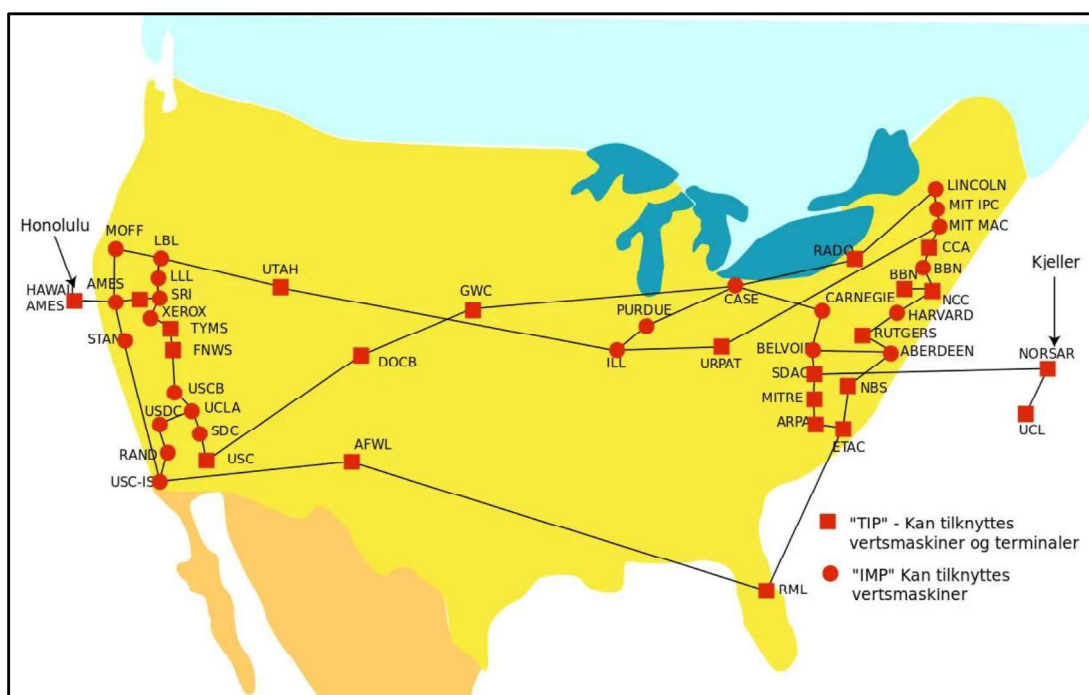 LINCOLN
MIT IPC
MIT MAC
Honolulu
MOFF
LBL
CCA
RADO
Kjeller
LLL
UTAH
BBN
BBN
HAWAII
AMES
AMES
SRI
GWC
CASE
CARNEGIE
NCC
PURDUE
HARVARD
XEROX
TYMS
STAN
RUTGERS
FNWS
DOCB
ILL
URPAT
BELVOIR
ABERDEEN
NORSAR
SDAC
NBS
USCB
MITRE
USDC
UCLA
ARPA
UCL
SDC
AFWL
ETAC
RAND
USC
USC-IS
"TIP" - Kan tilknyttes
vertsmaskiner og terminaler
"IMP" Kan tilknyttes
vertsmaskiner
RML